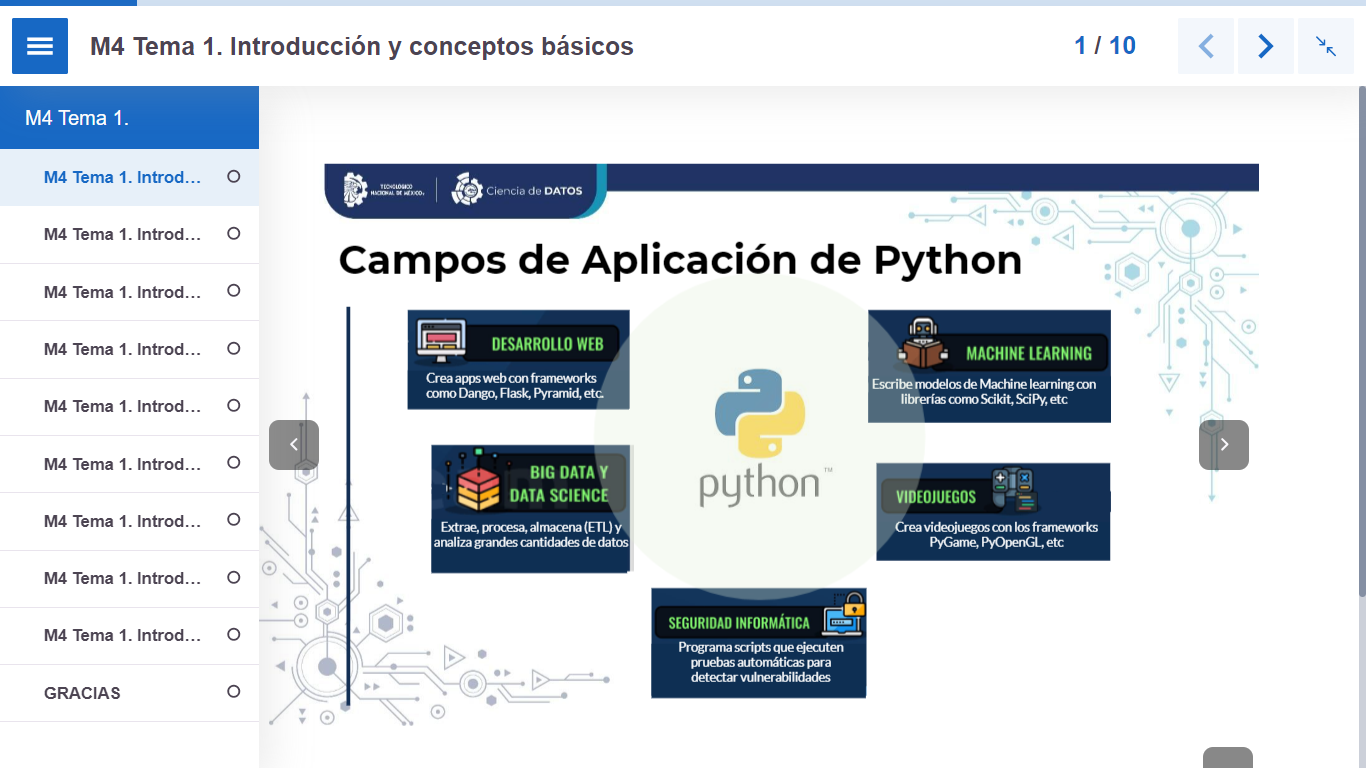 M4 Tema 1. Introducción y conceptos básicos
1 / 10
M4 Tema 1.
M4 Tema 1. Introd...
M4 Tema 1. Introd...
M4 Tema 1. Introd...
M4 Tema 1. Introd...
M4 Tema 1. Introd...
M4 Tema 1. Introd...
M4 Tema 1. Introd...
M4 Tema 1. Introd...
M4 Tema 1. Introd...
GRACIAS
TECNOLÓGICO
NACIONAL DE MÉXICO
Ciencia de DATOS
Campos de Aplicación de Python
DESARROLLO WEB
Crea apps web con frameworks
como Dango, Flask, Pyramid, etc.
BIG DATA Y
DATA SCIENCE
Extrae, procesa, almacena (ETL) y
analiza grandes cantidades de datos
python™
MACHINE LEARNING
Escribe modelos de Machine learning con
librerías como Scikit, SciPy, etc
VIDEOJUEGOS
Crea videojuegos con los frameworks
PyGame, PyOpenGL, etc
SEGURIDAD INFORMÁTICA
Programa scripts que ejecuten
pruebas automáticas para
detectar vulnerabilidades